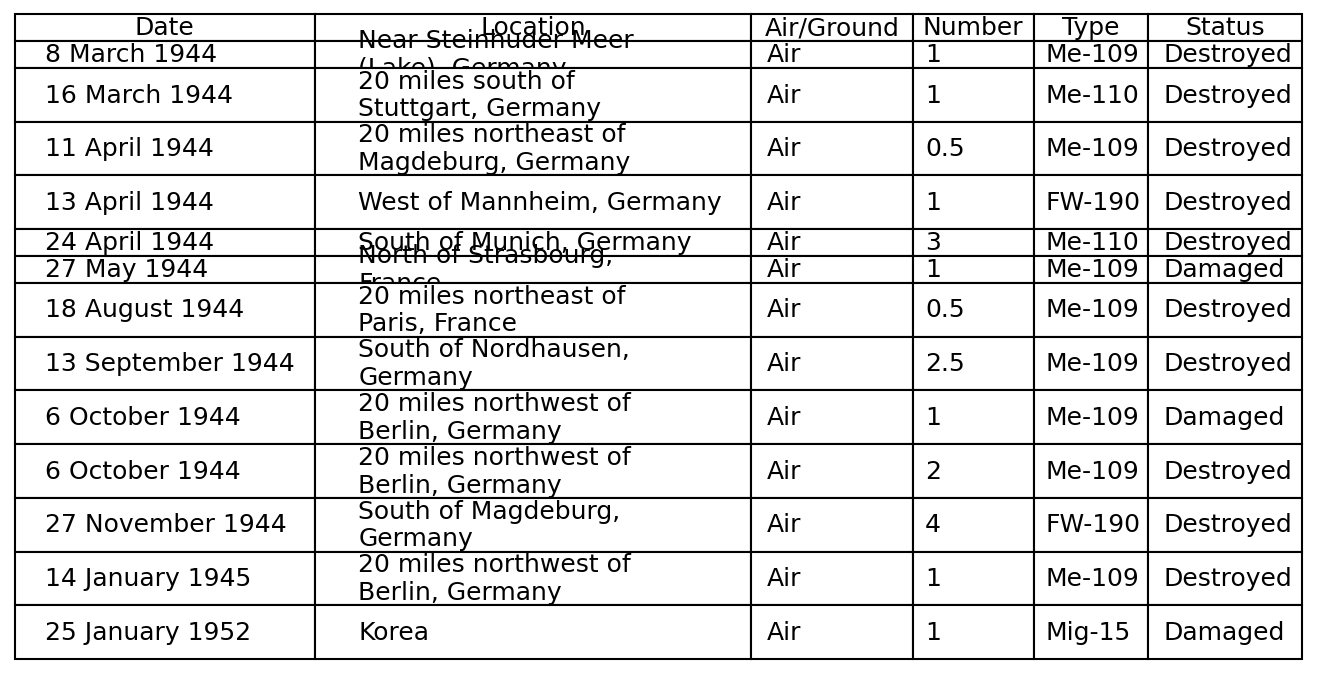 Date Location Air/Ground Number Type Status
8 March 1944 Near Steinhuder Meer Air 1 Me-109 Destroyed
(Lake), Germany
16 March 1944 20 miles south of Air 1 Me-110 Destroyed
Stuttgart, Germany
11 April 1944 20 miles northeast of Air 0.5 Me-109 Destroyed
Magdeburg, Germany
13 April 1944 West of Mannheim, Germany Air 1 FW-190 Destroyed
24 April 1944 South of Munich, Germany Air 3 Me-110 Destroyed
27 May 1944 North of Strasbourg, Air 1 Me-109 Damaged
France
18 August 1944 20 miles northeast of Air 0.5 Me-109 Destroyed
Paris, France
13 September 1944 South of Nordhausen, Air 2.5 Me-109 Destroyed
Germany
6 October 1944 20 miles northwest of Air 1 Me-109 Damaged
Berlin, Germany
6 October 1944 20 miles northwest of Air 2 Me-109 Destroyed
Berlin, Germany
27 November 1944 South of Magdeburg, Air 4 FW-190 Destroyed
Germany
14 January 1945 20 miles northwest of Air 1 Me-109 Destroyed
Berlin, Germany
25 January 1952 Korea Air 1 Mig-15 Damaged